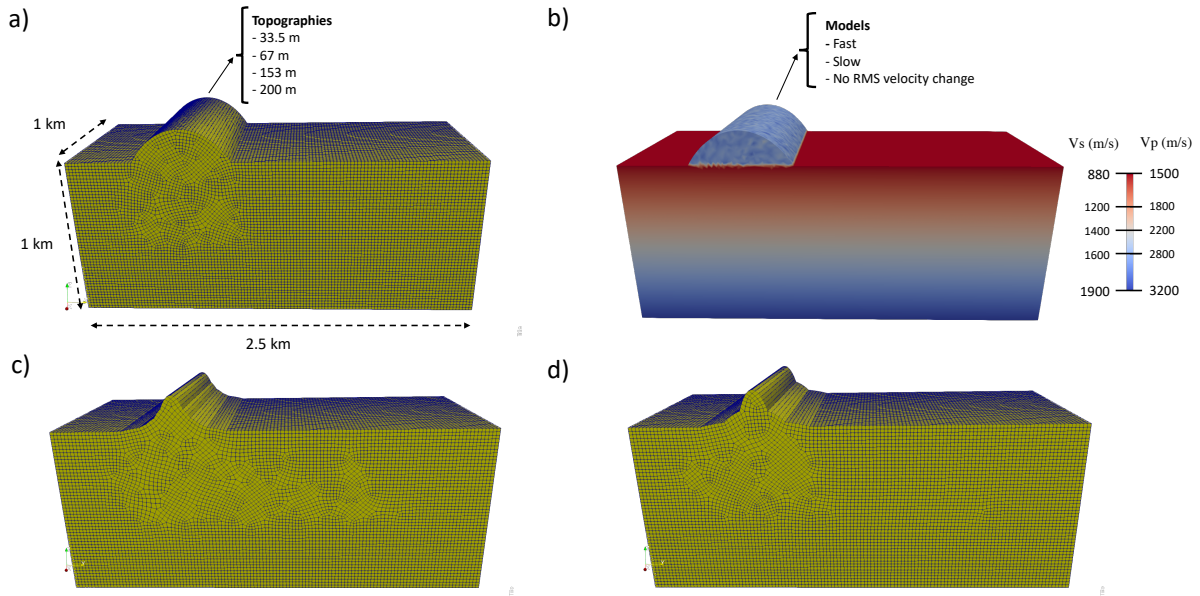 a)
Topographies
- 33.5 m
- 67 m
- 153 m
- 200 m
1 km
1 km
2.5 km
b)
Models
- Fast
- Slow
- No RMS velocity change
Vs (m/s) Vp (m/s)
880 1500
1200 1800
1400 2200
1600 2800
1900 3200
c)
d)